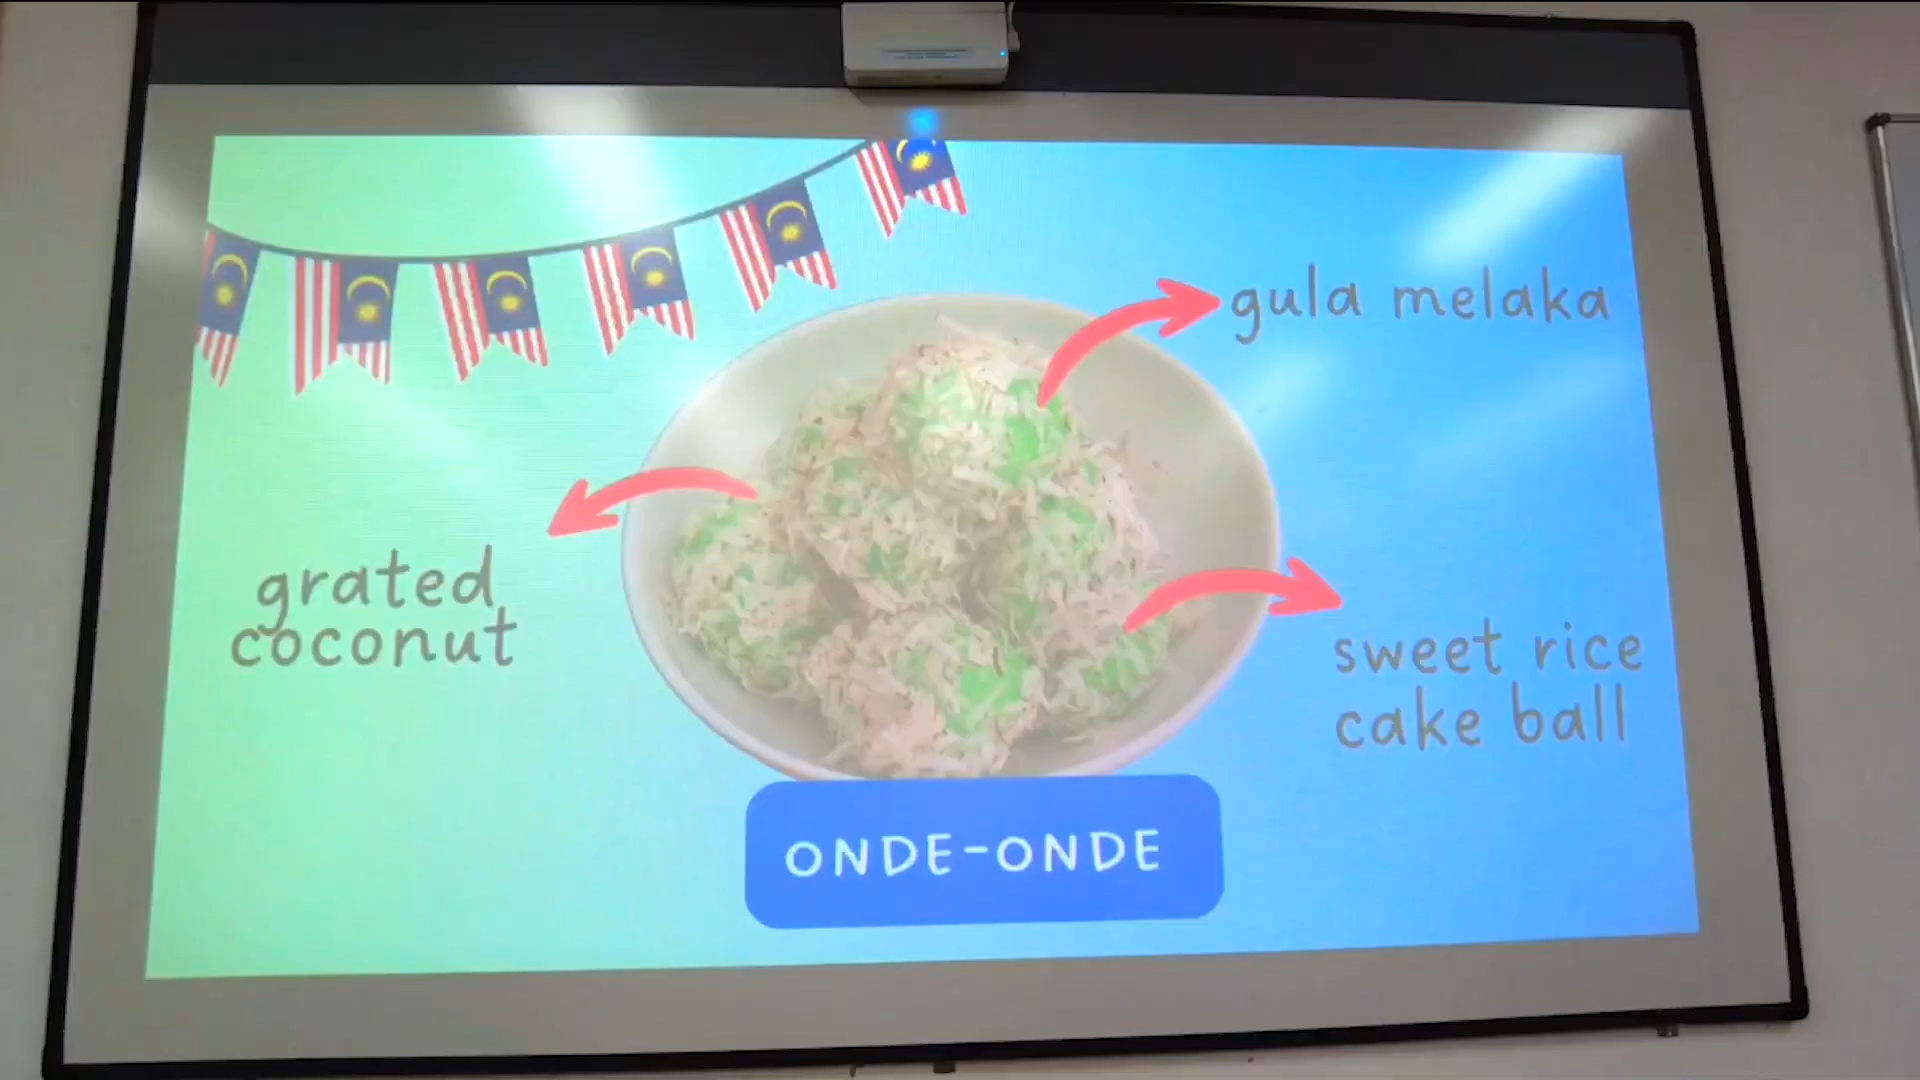 gula melaka
grated
coconut
sweet rice
cake ball
ONDE-ONDE